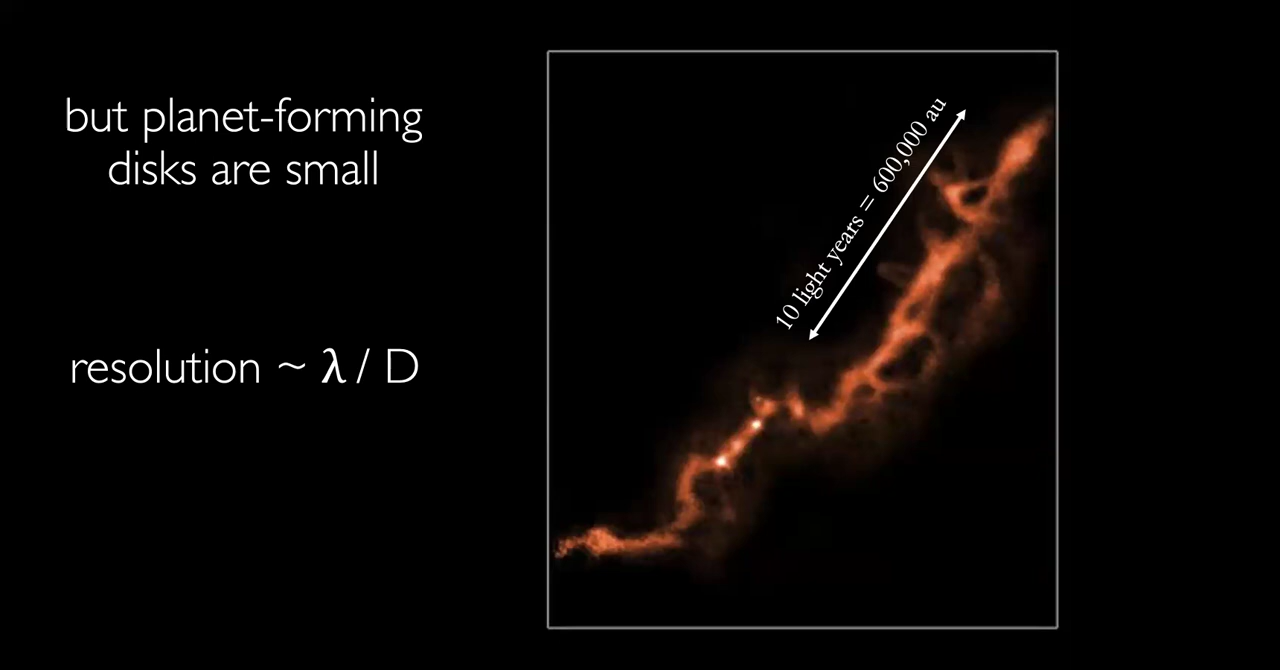 but planet-forming
disks are small
resolution ~ λ / D
10 light years = 600,000 au